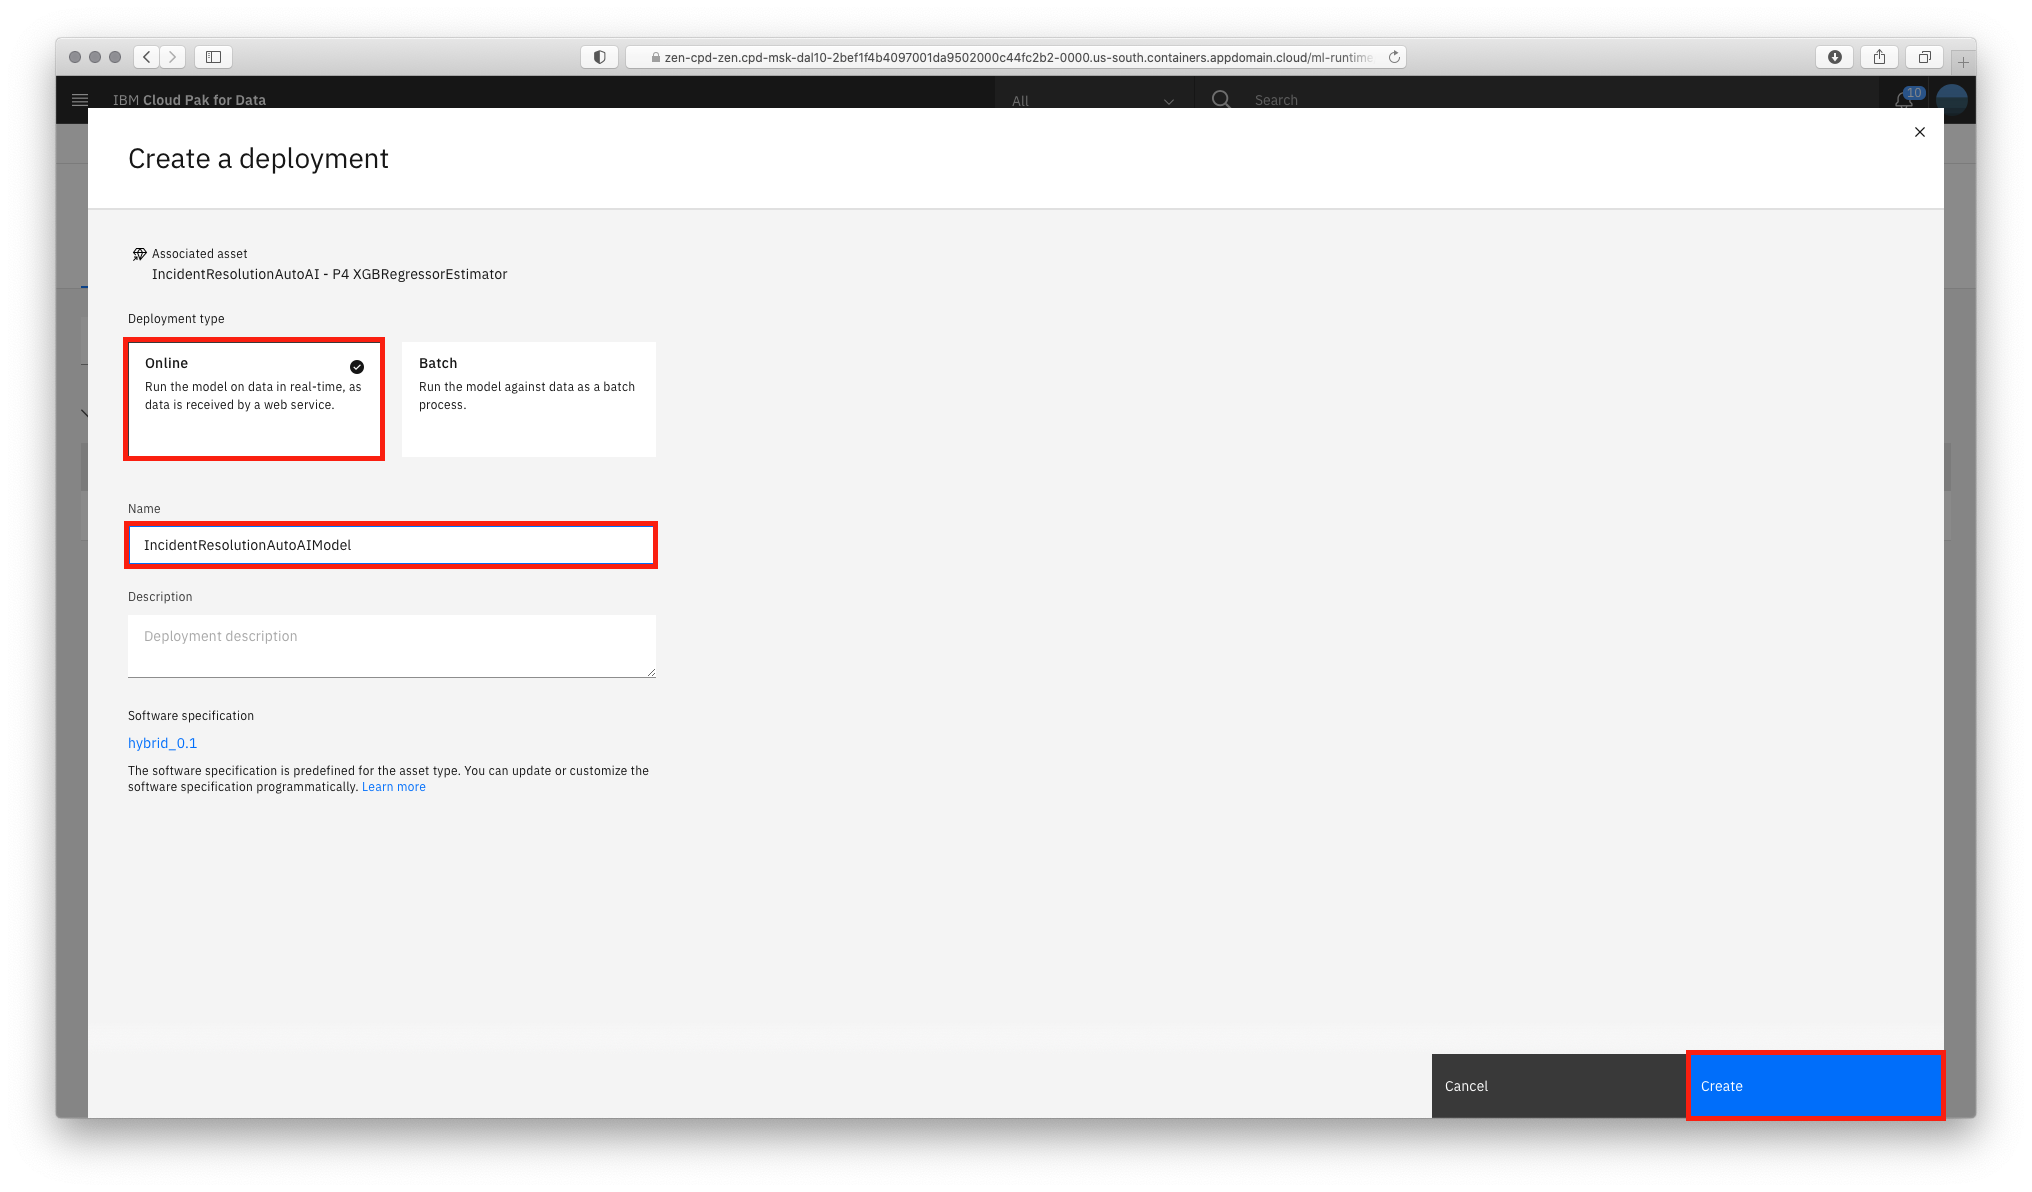 zen-cpd-zen.cpd-msk-dal10-2bef1f4b4097001da9502000c44fc2b2-0000.us-south.containers.appdomain.cloud/ml-runtime
IBM Cloud Pak for Data
All
Search
10
Create a deployment
Associated asset
IncidentResolutionAutoAI - P4 XGBRegressorEstimator
Deployment type
Online
Run the model on data in real-time, as
data is received by a web service.
Batch
Run the model against data as a batch
process.
Name
IncidentResolutionAutoAIModel
Description
Deployment description
Software specification
hybrid_0.1
The software specification is predefined for the asset type. You can update or customize the
software specification programmatically. Learn more
Cancel
Create